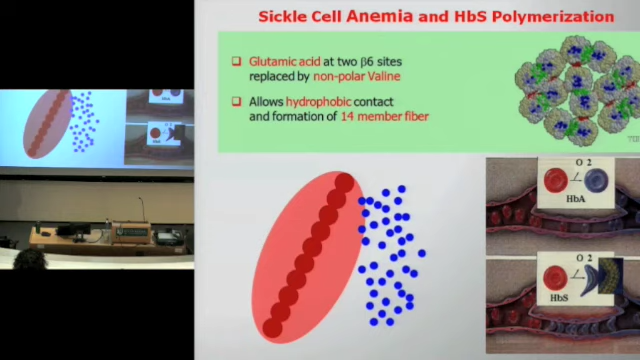 Sickle Cell Anemia and HbS Polymerization
Glutamic acid at two β6 sites
replaced by non-polar Valine
Allows hydrophobic contact
and formation of 14 member fiber
O 2
HbA
O 2
HbS